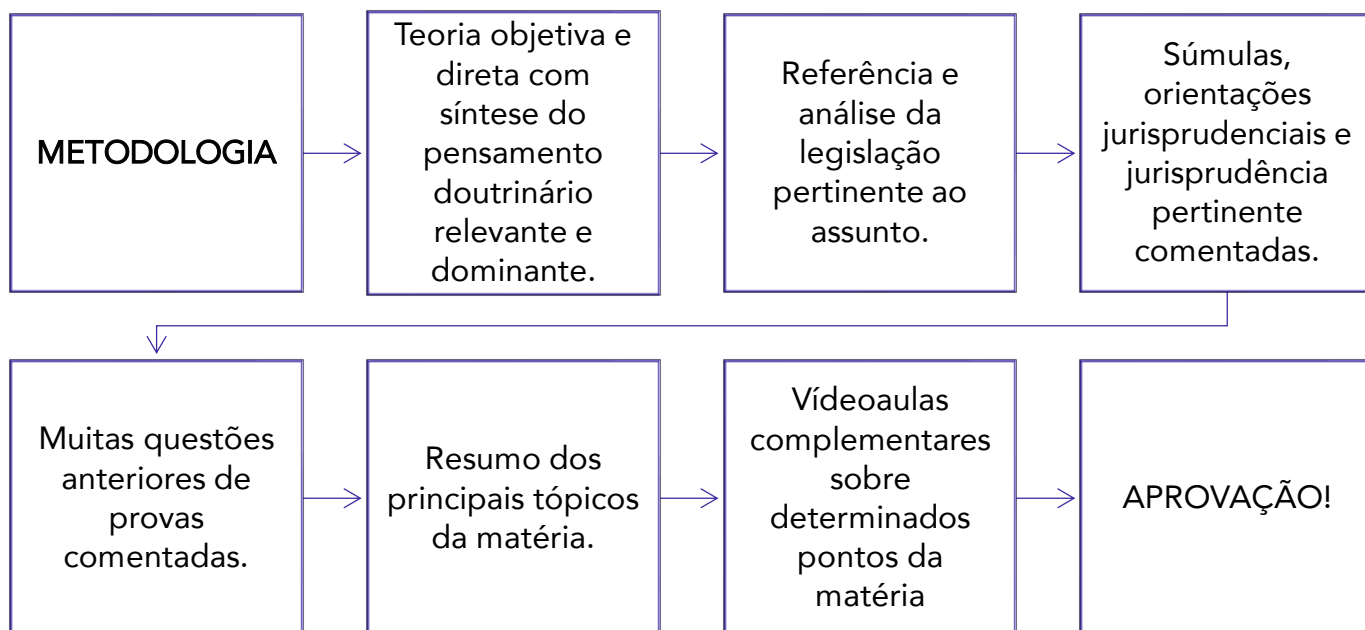 METODOLOGIA
Teoria objetiva e
direta com
síntese do
pensamento
doutrinário
relevante e
dominante.
Referência e
análise da
legislação
pertinente ao
assunto.
Súmulas,
orientações
jurisprudenciais e
jurisprudência
pertinente
comentadas.
Muitas questões
anteriores de
provas
comentadas.
Resumo dos
principais tópicos
da matéria.
Vídeoaulas
complementares
sobre
determinados
pontos da
matéria
APROVAÇÃO!